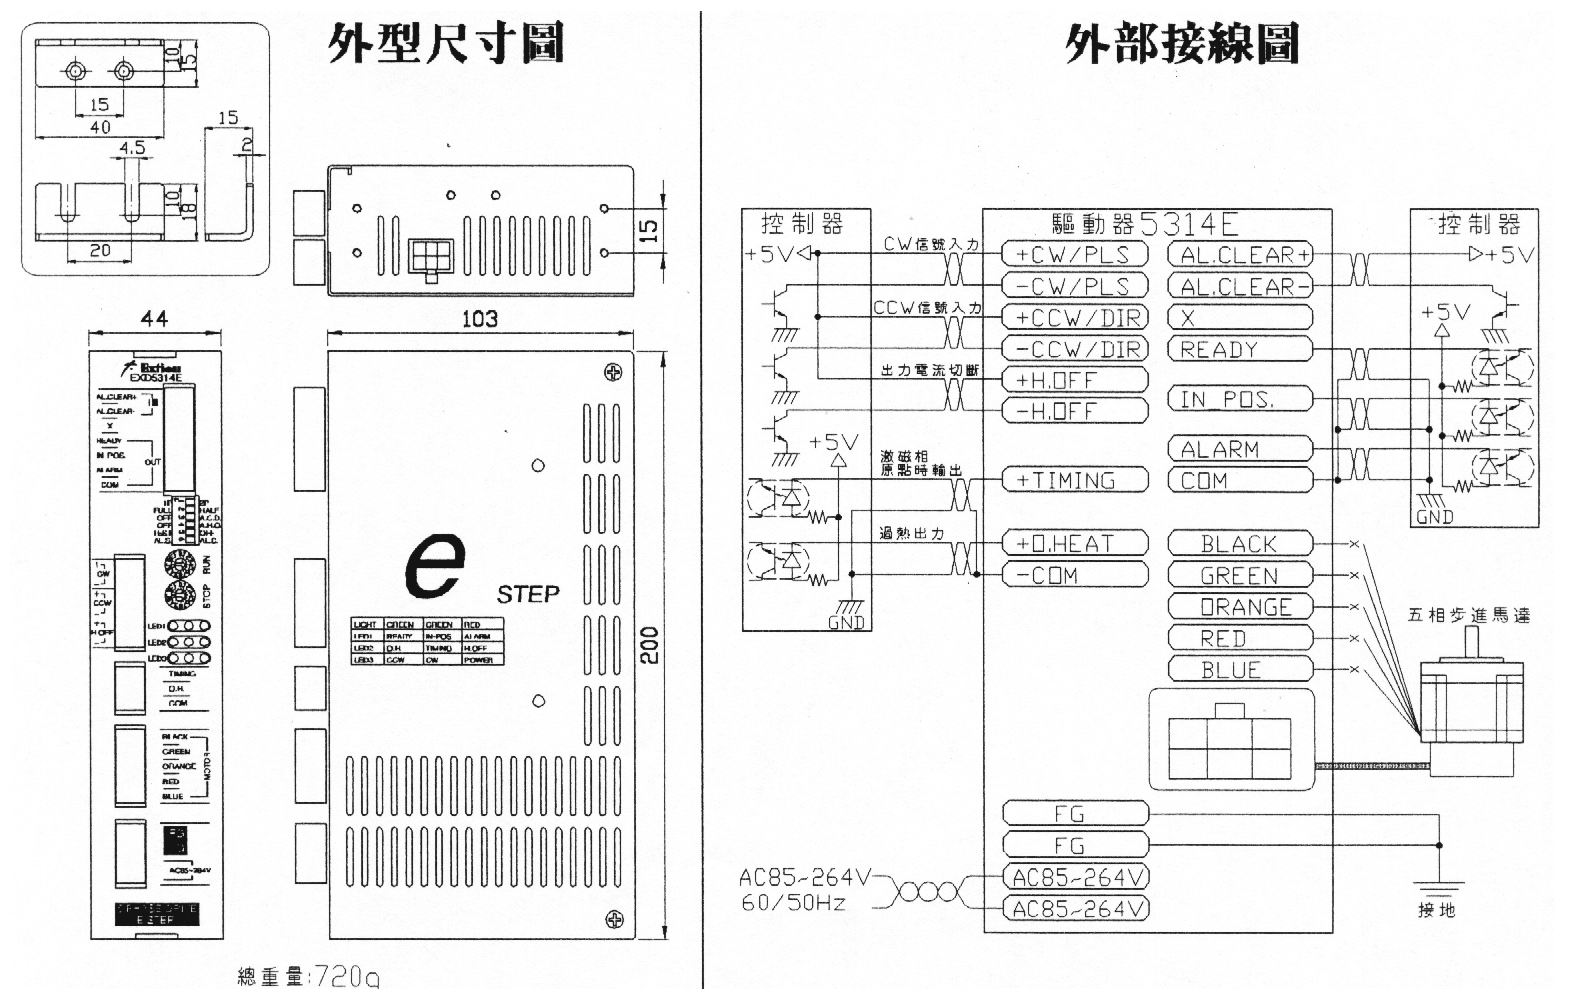 外型尺寸圖
10
15
15
40
4.5
10
18
20
15
2
15
44
103
200
EXD5314E
AL.CLEAR+
AL.CLEAR-
X
READY
IN-POS
ALARM
COM
OUT
FULL
HALF
OFF
A.C.D.
OFF
A.H.O.
TEST
OFF
RUN
STOP
CW
CCW
H.OFF
LED1
LED2
LED3
TIMING
O.H.
COM
BLACK
GREEN
ORANGE
RED
BLUE
MOTOR
AC85~264V
e
STEP
LIGHT GREEN GREEN RED
LED1 READY IN-POS ALARM
LED2 O.H. TIMING H.OFF
LED3 CCW CW POWER
總重量:720g
外部接線圖
控制器
驅動器5314E
控制器
+5V
CW信號入力
+CW/PLS
AL.CLEAR+
+5V
-CW/PLS
AL.CLEAR-
CCW信號入力
+CCW/DIR
X
+5V
-CCW/DIR
READY
出力電流切斷
+H.OFF
IN_POS.
-H.OFF
+5V
ALARM
激磁相
原點時輸出
+TIMING
COM
GND
過熱出力
+O.HEAT
BLACK
-COM
GREEN
GND
ORANGE
五相步進馬達
RED
BLUE
FG
FG
AC85~264V
60/50Hz
AC85~264V
AC85~264V
接地